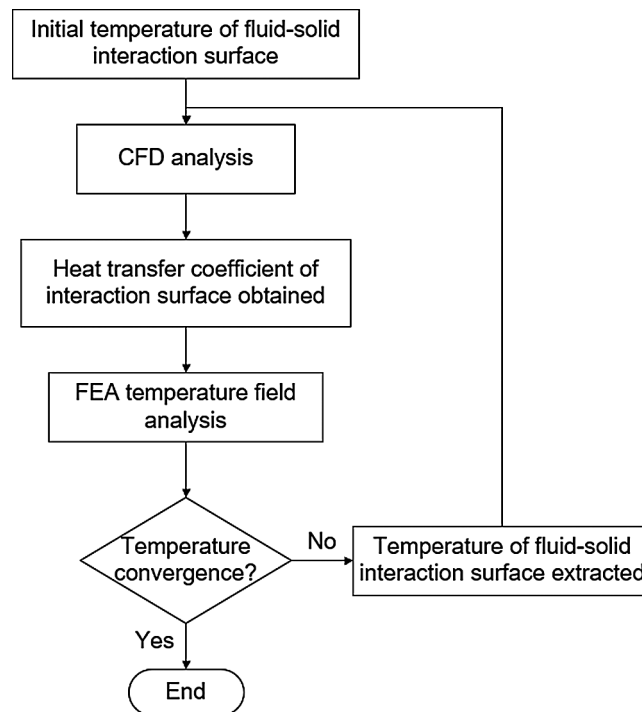 Initial temperature of fluid-solid
interaction surface
CFD analysis
Heat transfer coefficient of
interaction surface obtained
FEA temperature field
analysis
Temperature
convergence?
No
Temperature of fluid-solid
interaction surface extracted
Yes
End